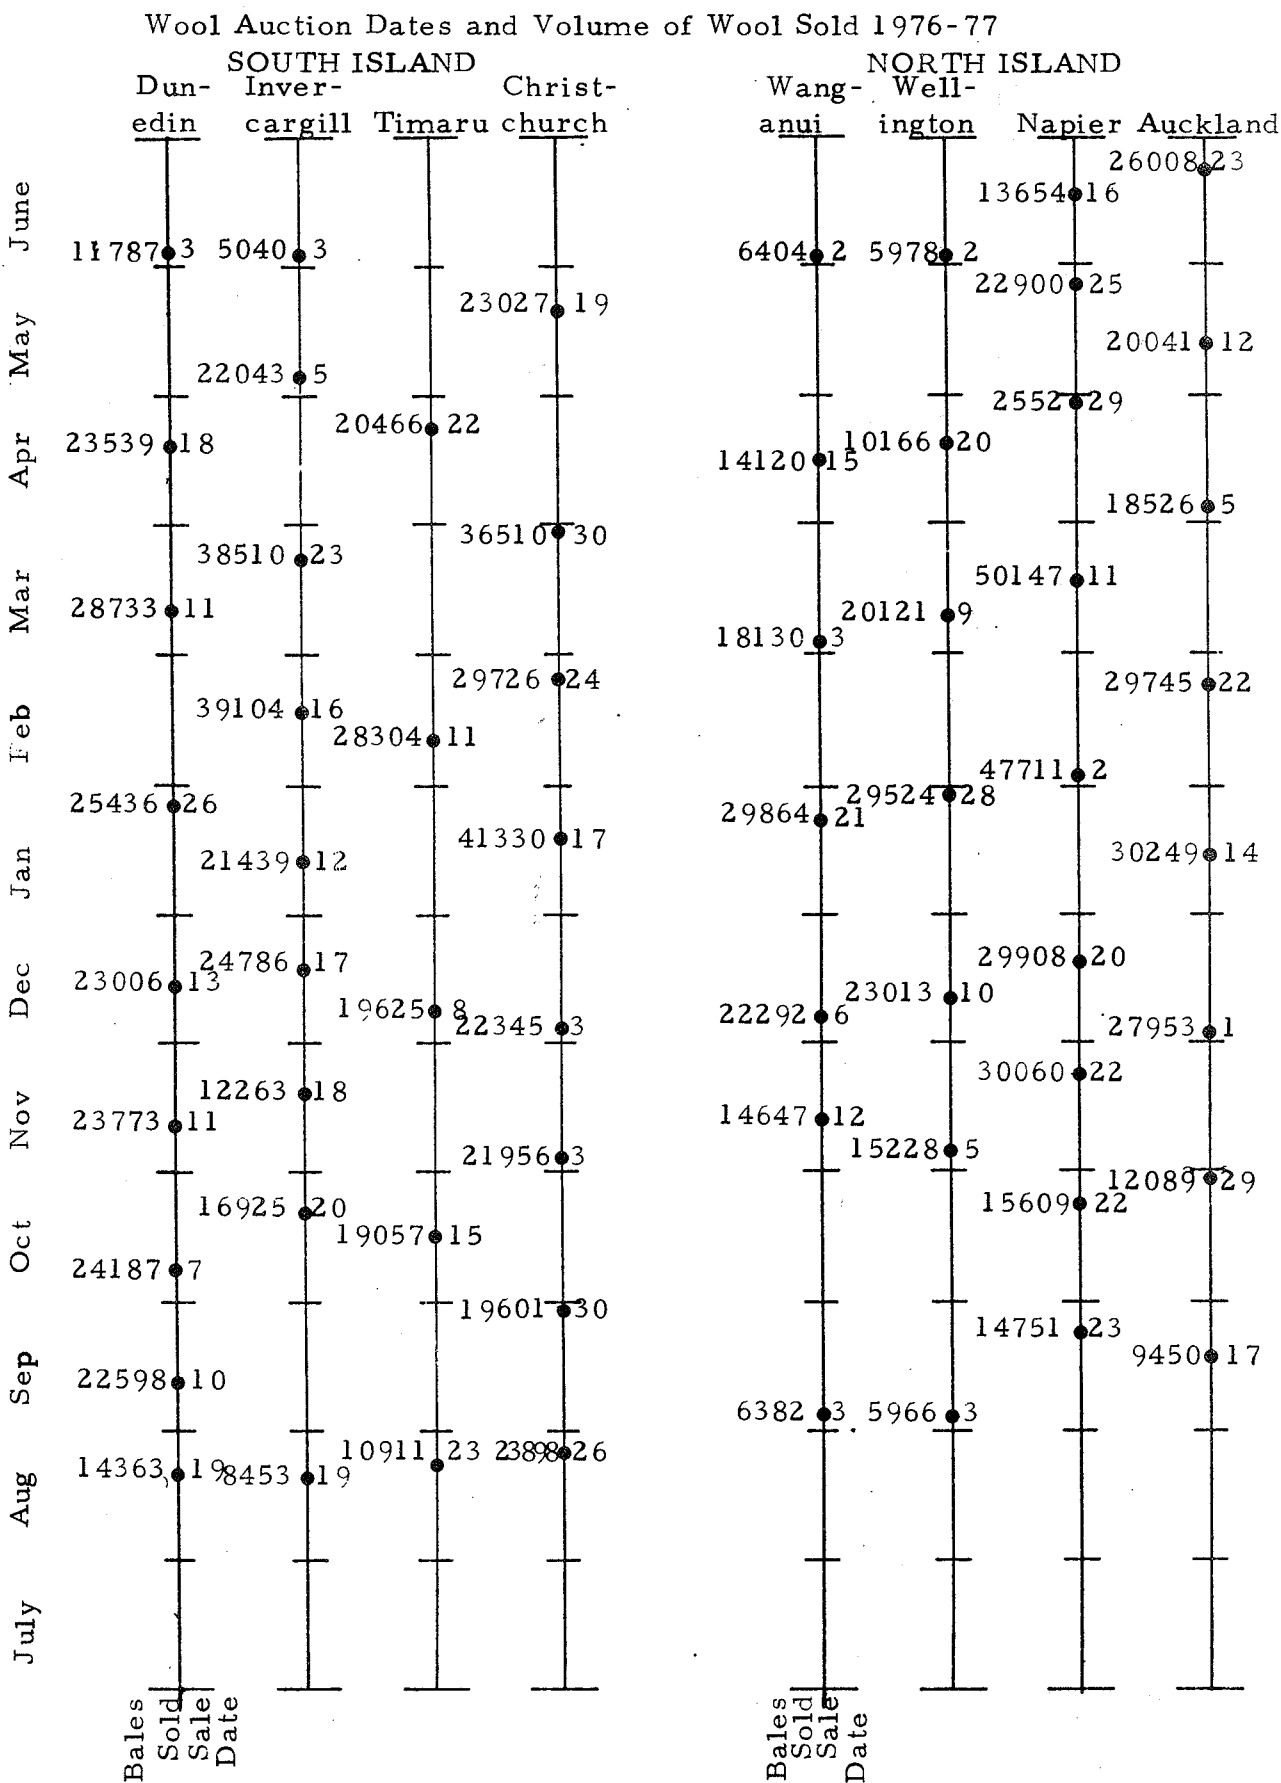 Wool Auction Dates and Volume of Wool Sold 1976-77
SOUTH ISLAND NORTH ISLAND
Dun- Inver- Christ- Wang- Well-
edin cargill Timaru church anui ington Napier Auckland
June
26008 23
13654 16
11787 3 5040 3 6404 2 5978 2
May
22900 25
23027 19
20041 12
22043 5
Apr
2552 29
20466 22
23539 18 10166 20
14120 15
18526 5
Mar
36510 30
38510 23
50147 11
28733 11 20121 9
18130 3
Feb
29726 24 29745 22
39104 16
28304 11
47711 2
Jan
25436 26 29524 28
29864 21
41330 17
21439 12 30249 14
Dec
24786 17 29908 20
23006 13 23013 10
19625 8 22292 6
22345 3 27953 1
Nov
30060 22
12263 18
23773 11 14647 12
21956 3 15228 5
Oct
12089 29
16925 20 15609 22
19057 15
24187 7
Sep
19601 30
14751 23
9450 17
22598 10
6382 3 5966 3
Aug
10911 23 26
14363 19 8453 19
July
Bales Sold Sale Date Bales Sold Sale Date